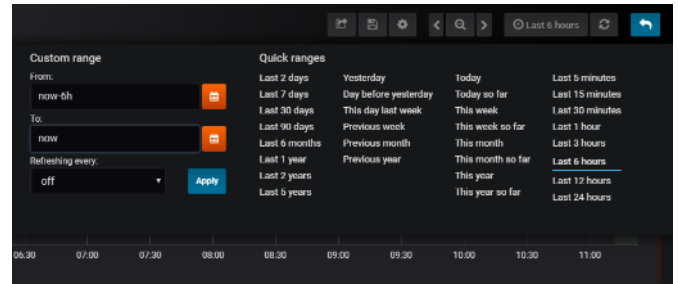 Last 6 hours
Custom range
From:
now-6h
To:
now
Refreshing every:
off
Apply
Quick ranges
Last 2 days
Last 7 days
Last 30 days
Last 90 days
Last 6 months
Last 1 year
Last 2 years
Last 5 years
Yesterday
Day before yesterday
This day last week
Previous week
Previous month
Previous year
Today
Today so far
This week
This week so far
This month
This month so far
This year
This year so far
Last 5 minutes
Last 15 minutes
Last 30 minutes
Last 1 hour
Last 3 hours
Last 6 hours
Last 12 hours
Last 24 hours
06:30 07:00 07:30 08:00 08:30 09:00 09:30 10:00 10:30 11:00